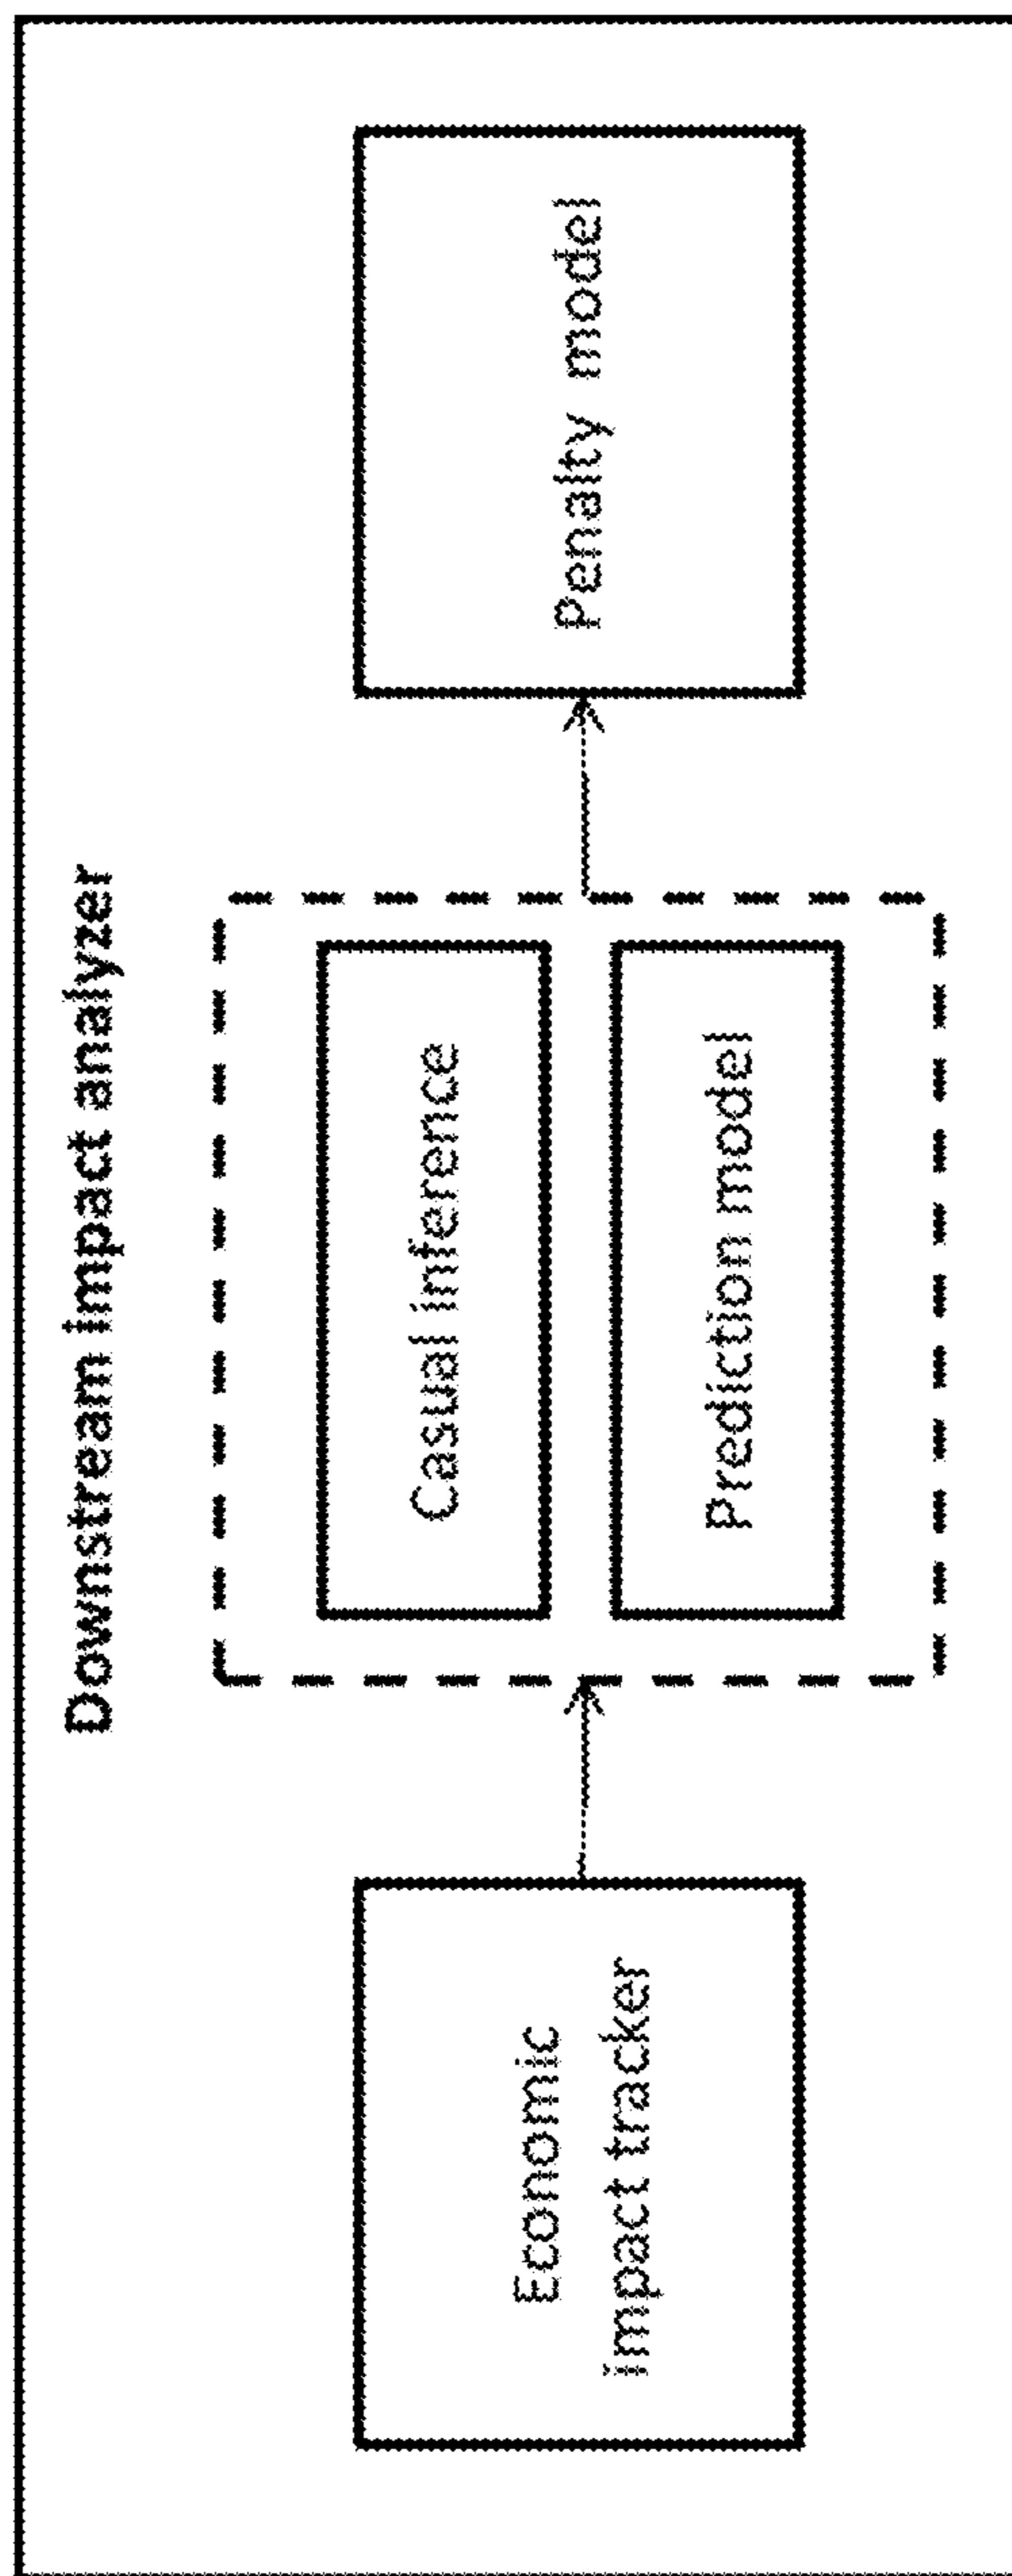 Downstream impact analyzer
Economic
impact tracker
Casual inference
Prediction model
Penalty model